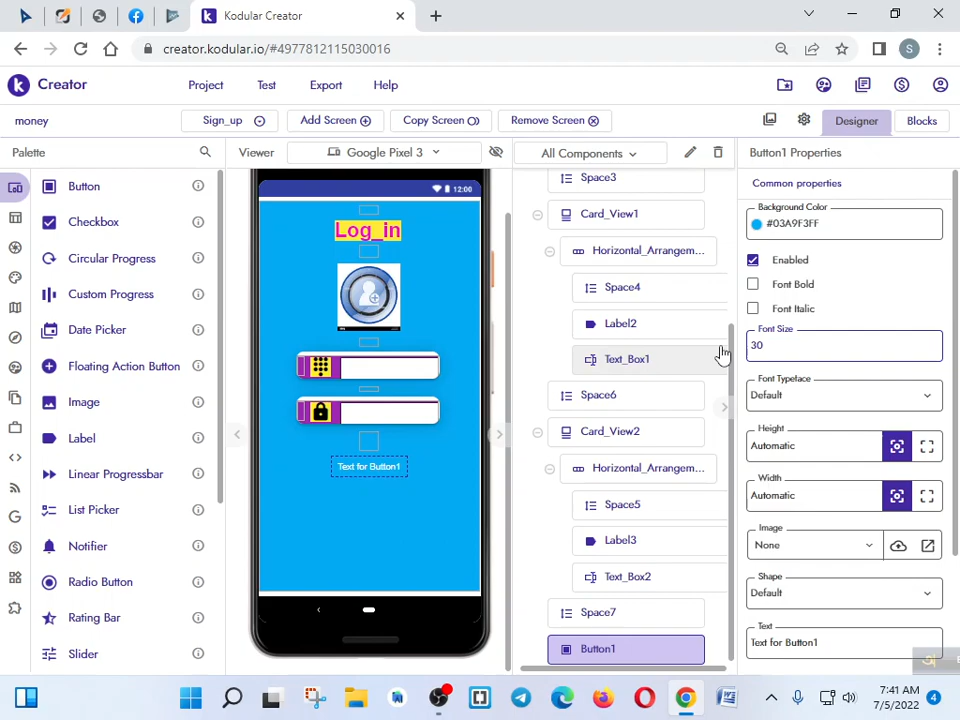 Kodular Creator
creator.kodular.io/#4977812115030016
S
Creator
Project
Test
Export
Help
money
Sign_up
Add Screen
Copy Screen
Remove Screen
Designer
Blocks
Palette
Viewer
Google Pixel 3
All Components
Button1 Properties
Button
Checkbox
Circular Progress
Custom Progress
Date Picker
Floating Action Button
Image
Label
Linear Progressbar
List Picker
Notifier
Radio Button
Rating Bar
Slider
12:00
Log_in
Text for Button1
Space3
Card_View1
Horizontal_Arrangem...
Space4
Label2
Text_Box1
Space6
Card_View2
Horizontal_Arrangem...
Space5
Label3
Text_Box2
Space7
Button1
Common properties
Background Color
#03A9F3FF
Enabled
Font Bold
Font Italic
Font Size
30
Font Typeface
Default
Height
Automatic
Width
Automatic
Image
None
Shape
Default
Text
Text for Button1
7:41 AM
7/5/2022
4